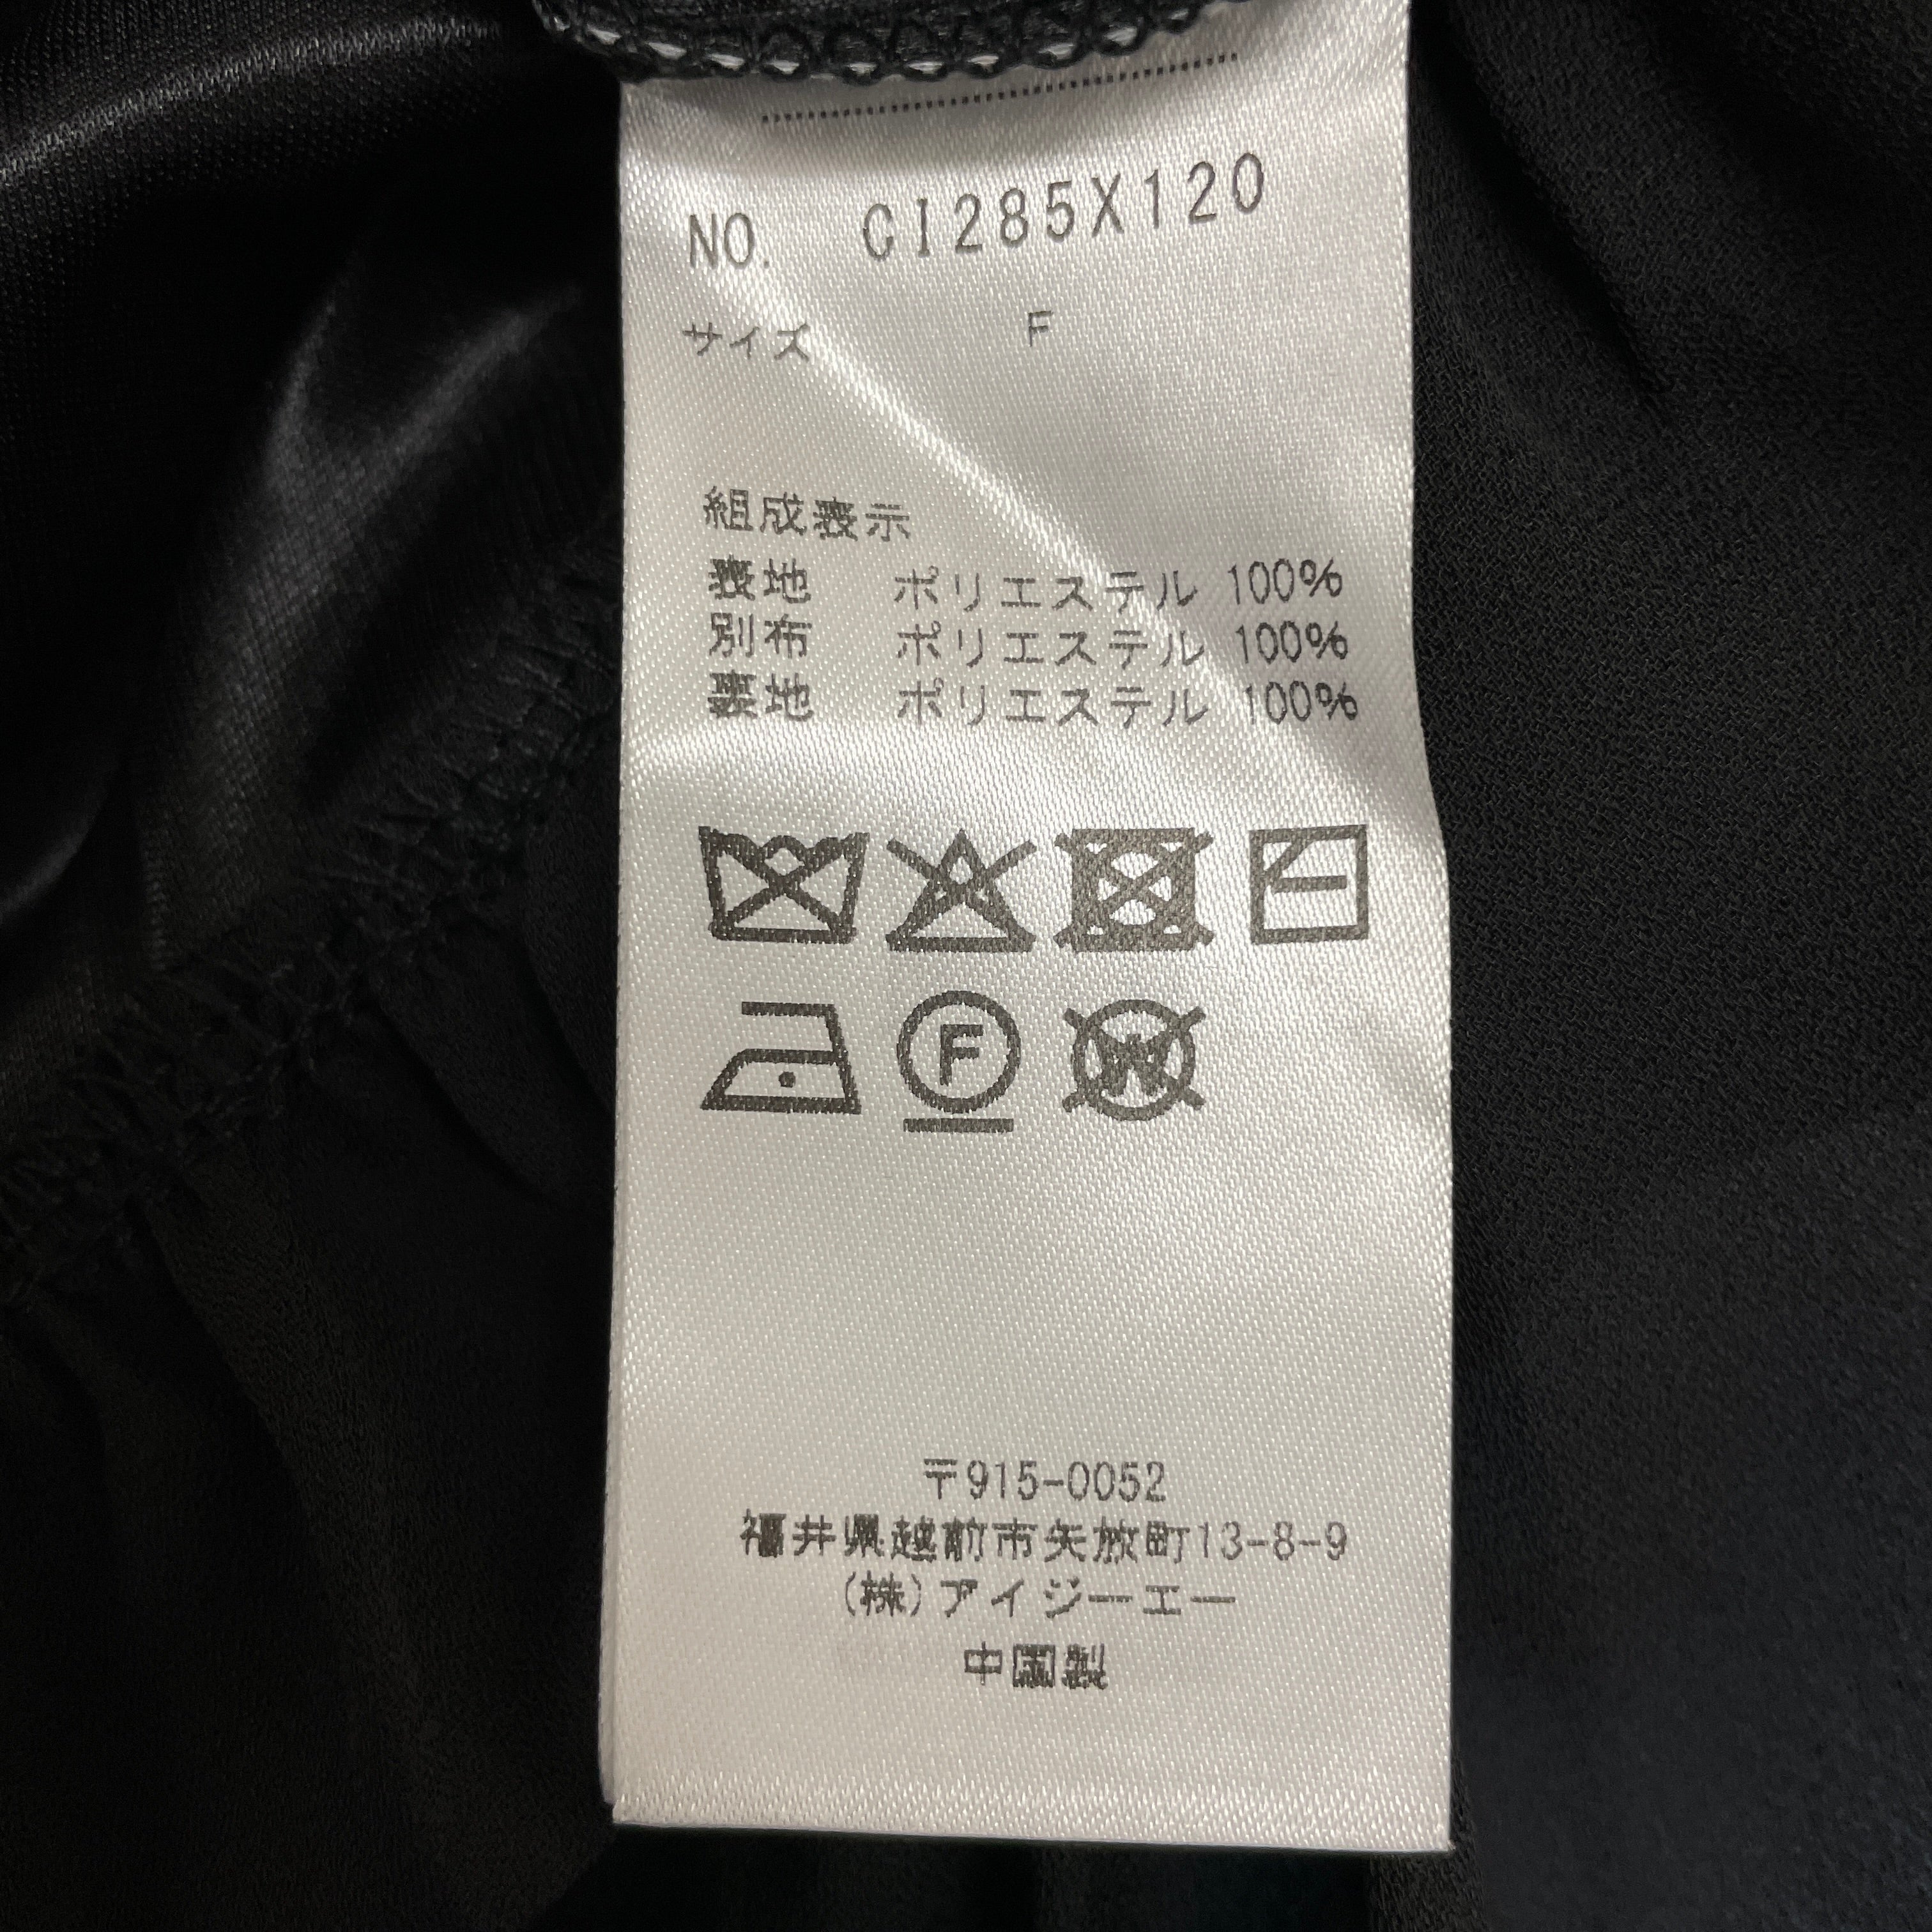 NO. CI285X120
サイズ F
組成表示
表地 ポリエステル 100%
別布 ポリエステル 100%
裏地 ポリエステル 100%
F
W
〒915-0052
福井県越前市矢放町13-8-9
(株)アイジーエー
中国製